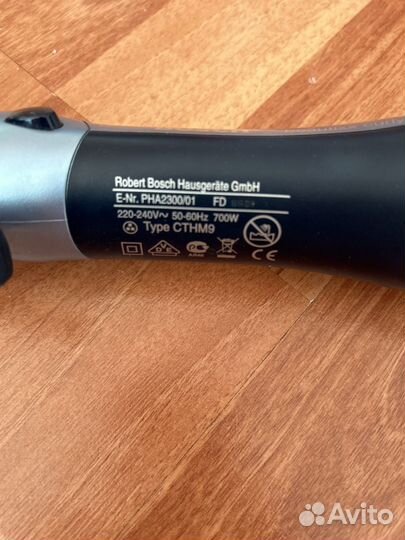 Robert Bosch Hausgeräte GmbH
E-Nr. PHA2300/01 FD
220-240V~ 50-60Hz 700W
Type CTHM9
CE
Avito